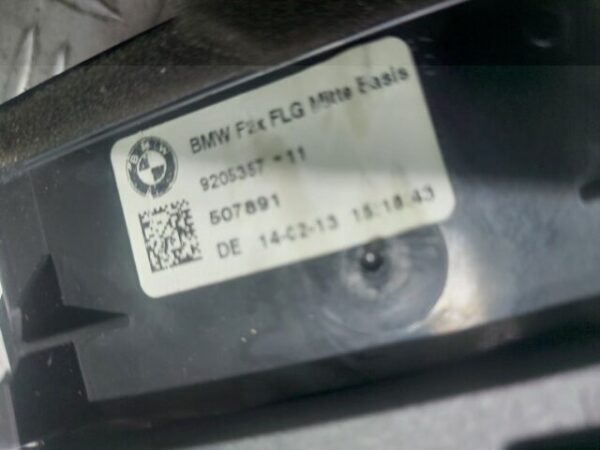 BMW F2x FLG Mitte Basis
9205357 -11
507891
DE 14-02-13 15:18:43